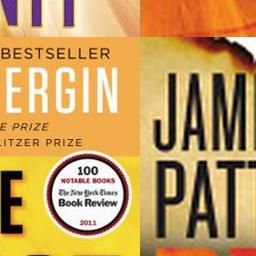 BESTSELLER
ERGIN
E PRIZE
LITZER PRIZE
E
100
NOTABLE BOOKS
The New York Times
Book Review
2011
JAM
PATT